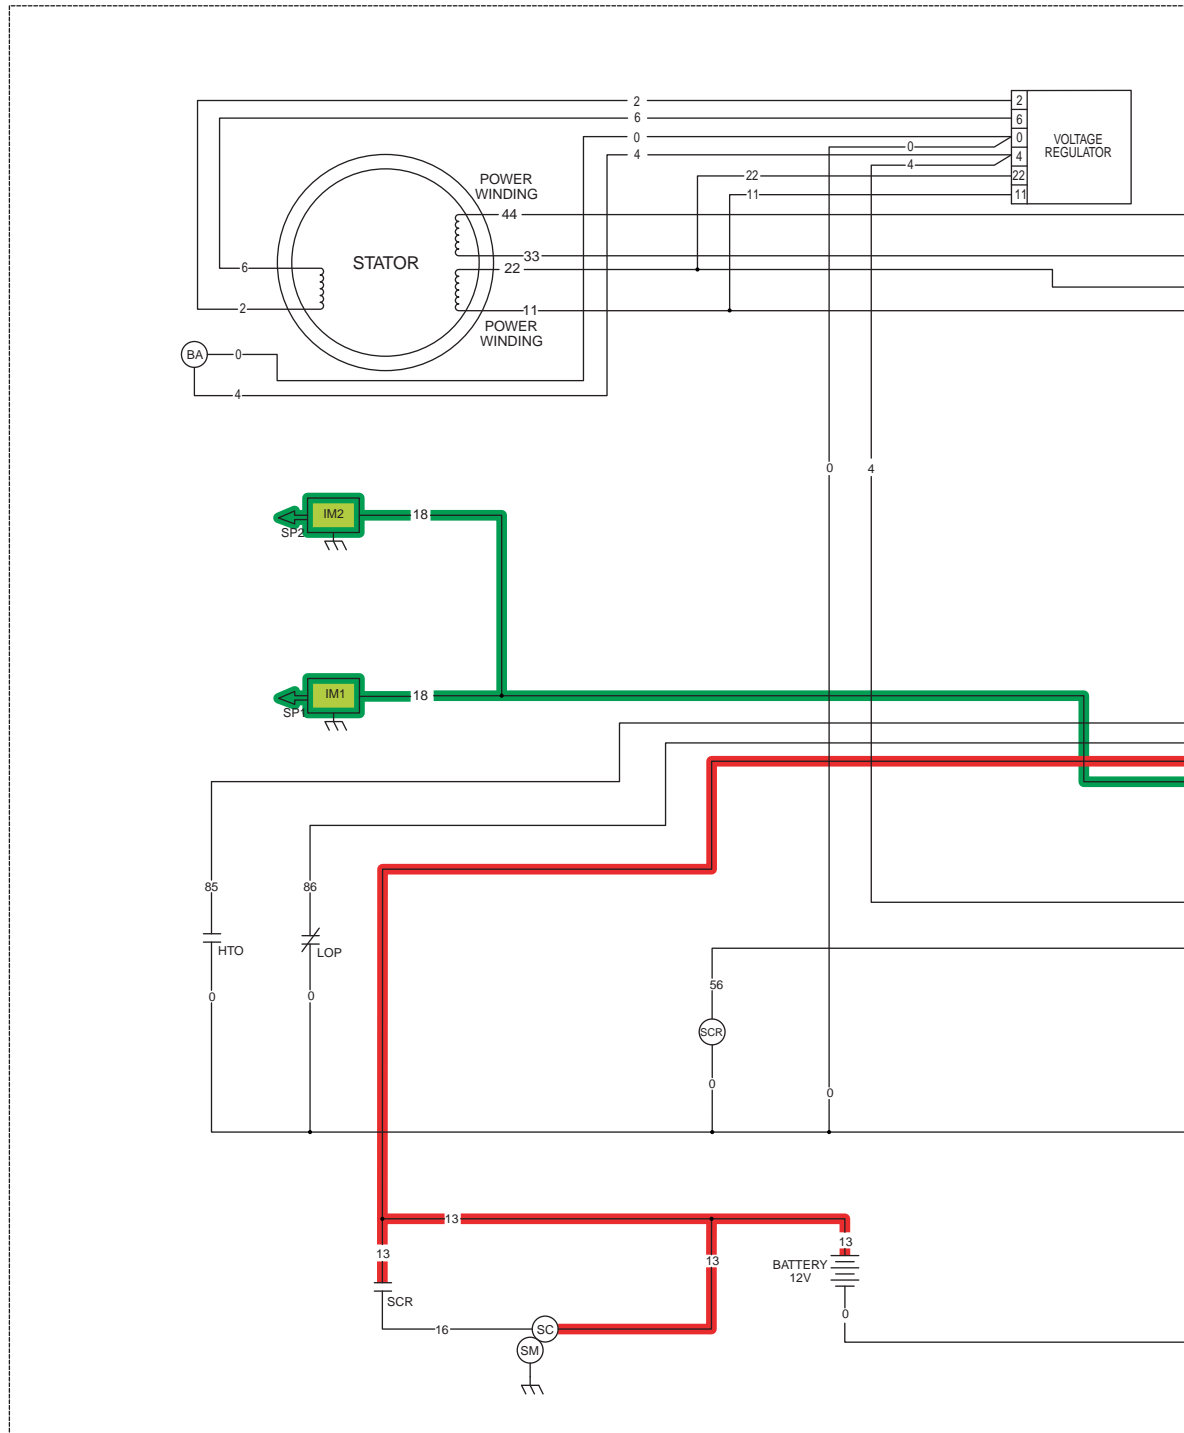 2
6
0
4
0
4
22
11
2
6
0
4
22
11
VOLTAGE
REGULATOR
POWER
WINDING
44
33
22
11
POWER
WINDING
STATOR
6
2
BA
0
4
0
4
IM2
18
SP2
IM1
18
SP1
85
HTO
0
86
LOP
0
56
SCR
0
0
13
13
13
13
SCR
16
SC
SM
BATTERY
12V
0